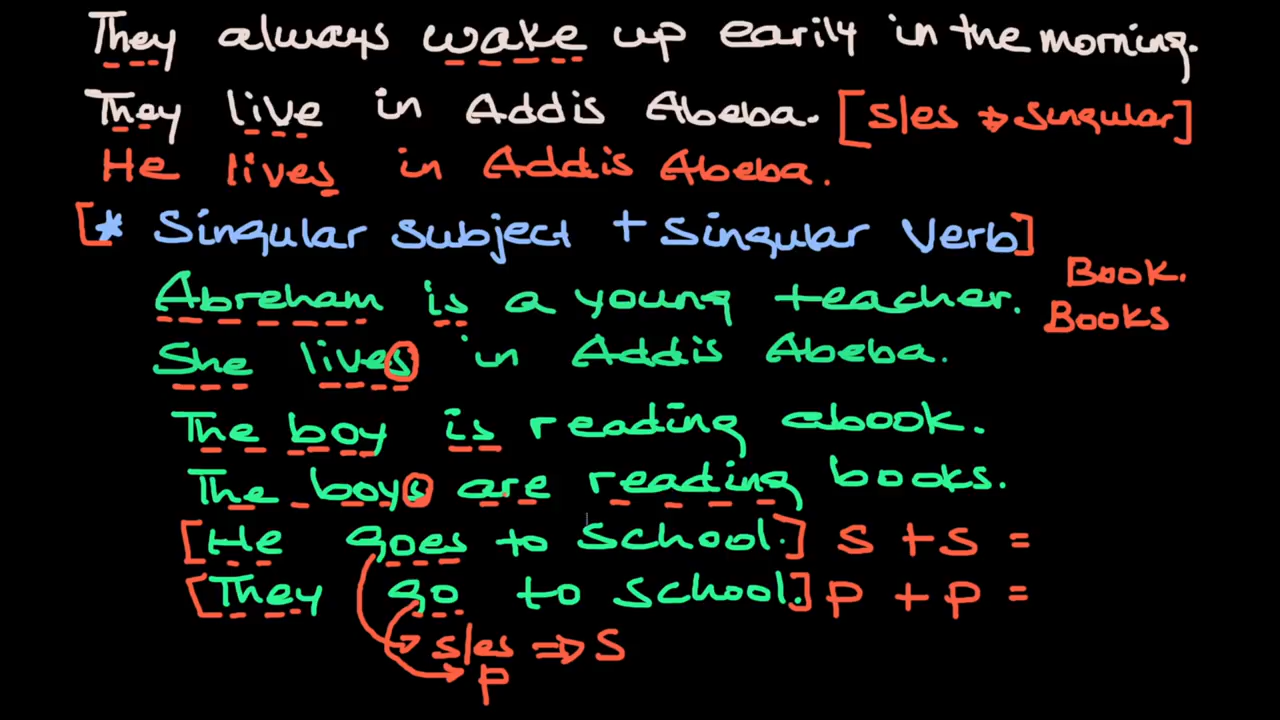 They always wake up earily in the morning.
They live in Addis Abeba. [s/es → singular]
He lives in Addis Abeba.
[* Singular subject + singular Verb]
Book.
Abreham is a young teacher.
Books
She lives in Addis Abeba.
The boy is reading abook.
The boys are reading books.
[He goes to school.] S + S =
[They go to school.] P + P =
s/es ⇒ S
P